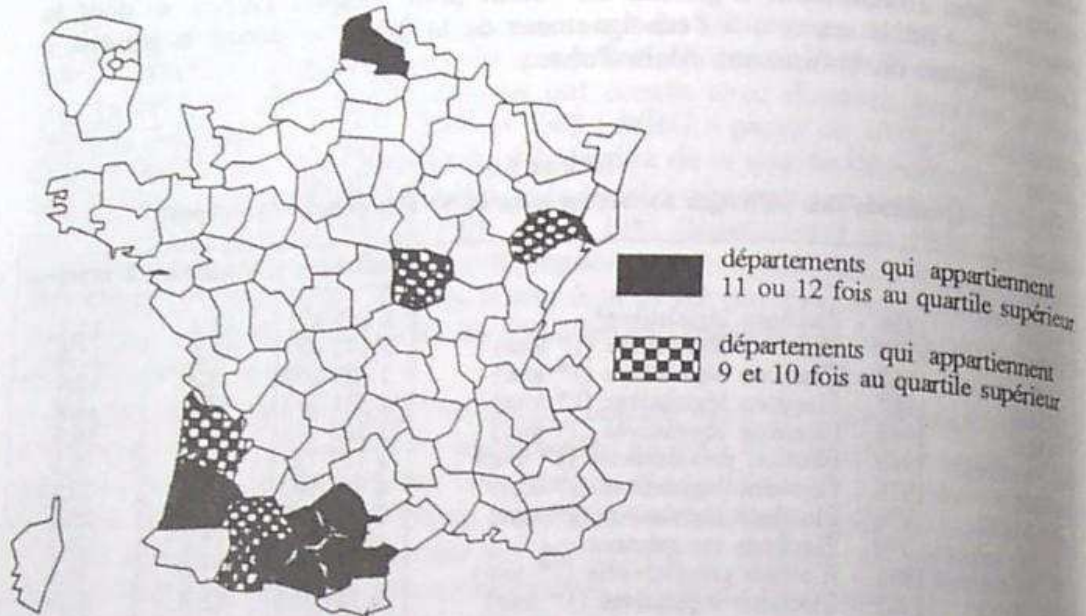 départements qui appartiennent
11 ou 12 fois au quartile supérieur
départements qui appartiennent
9 et 10 fois au quartile supérieur